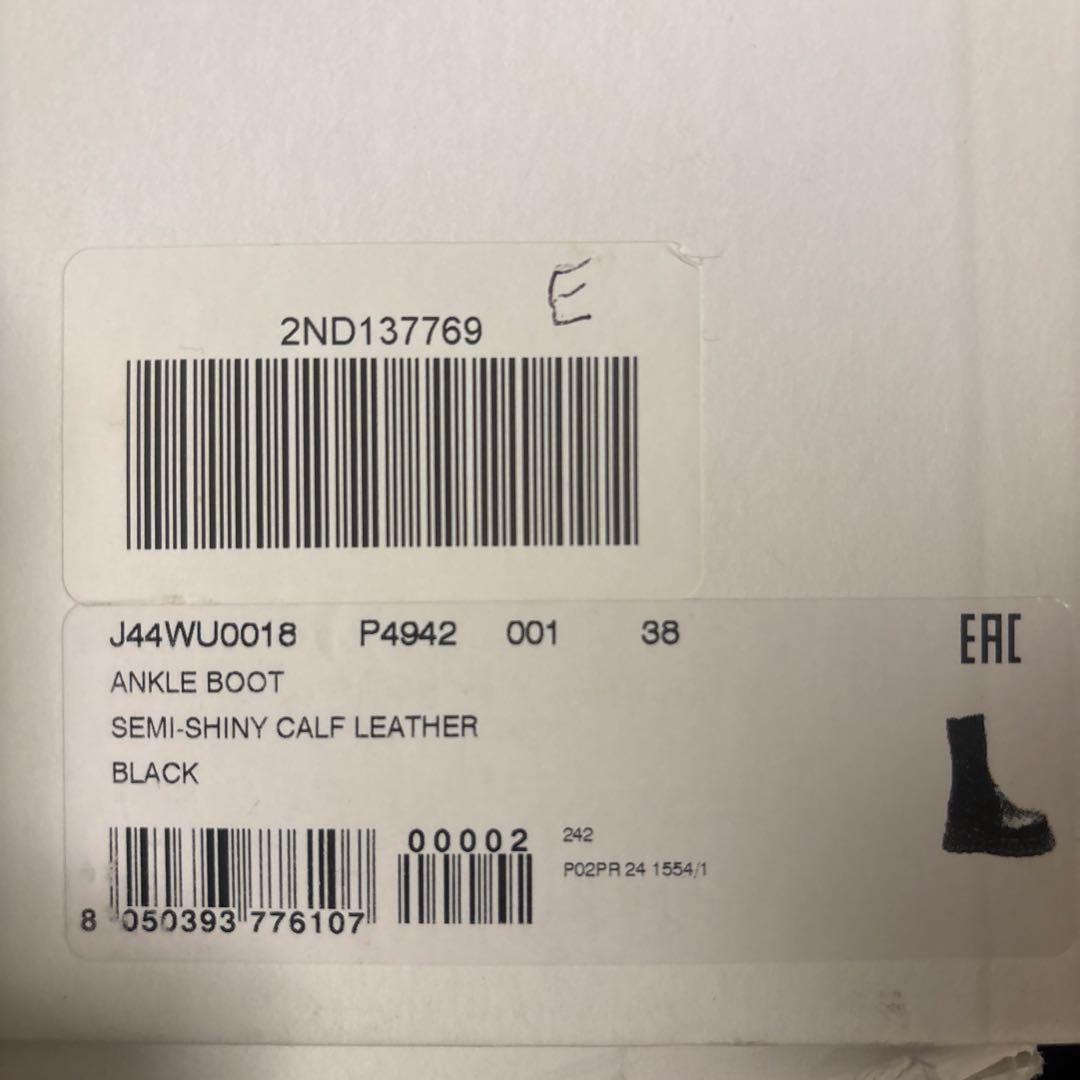 E
2ND137769
J44WU0018 P4942 001 38
EAC
ANKLE BOOT
SEMI-SHINY CALF LEATHER
BLACK
00002
242
P02PR 24 1554/1
8 050393 776107